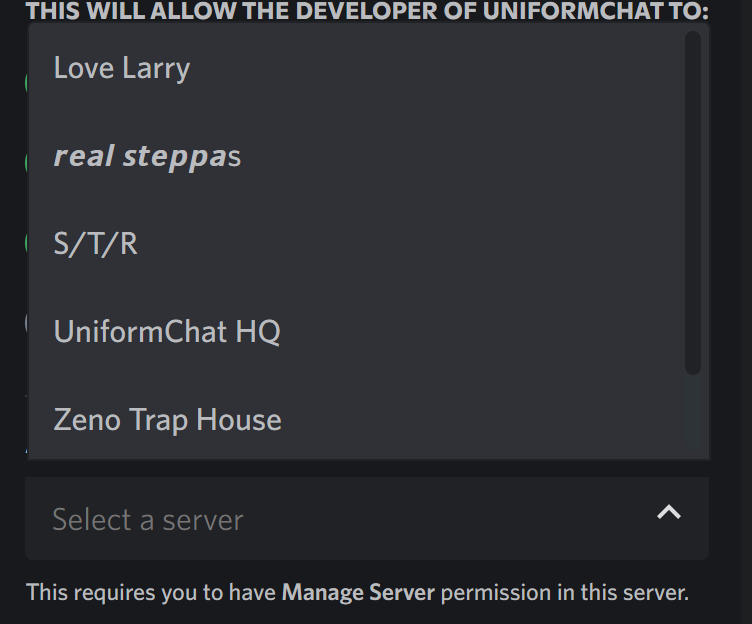 THIS WILL ALLOW THE DEVELOPER OF UNIFORMCHAT TO:
Love Larry
real steppas
S/T/R
UniformChat HQ
Zeno Trap House
Select a server
This requires you to have Manage Server permission in this server.